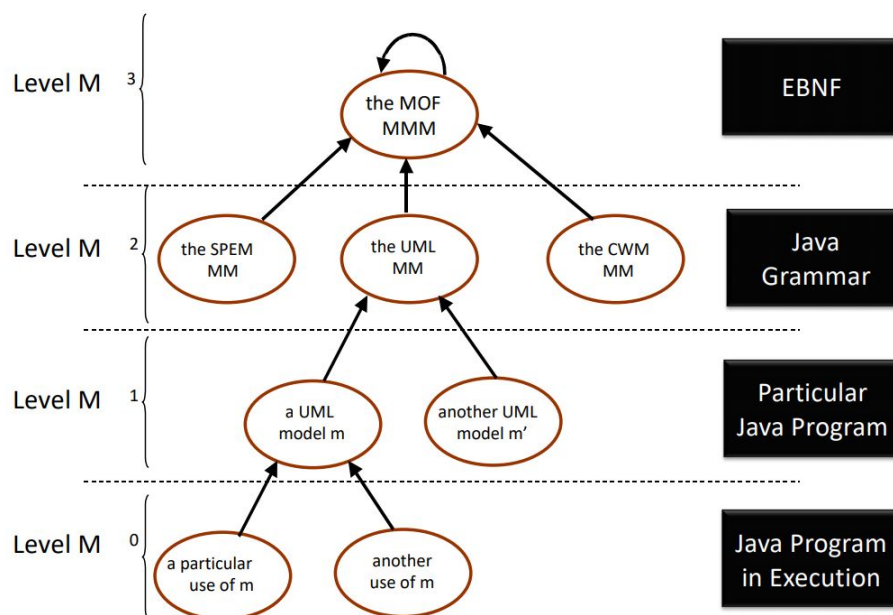 Level M 3
the MOF
MMM
EBNF
Level M 2
the SPEM
MM
the UML
MM
the CWM
MM
Java
Grammar
Level M 1
a UML
model m
another UML
model m’
Particular
Java Program
Level M 0
a particular
use of m
another
use of m
Java Program
in Execution